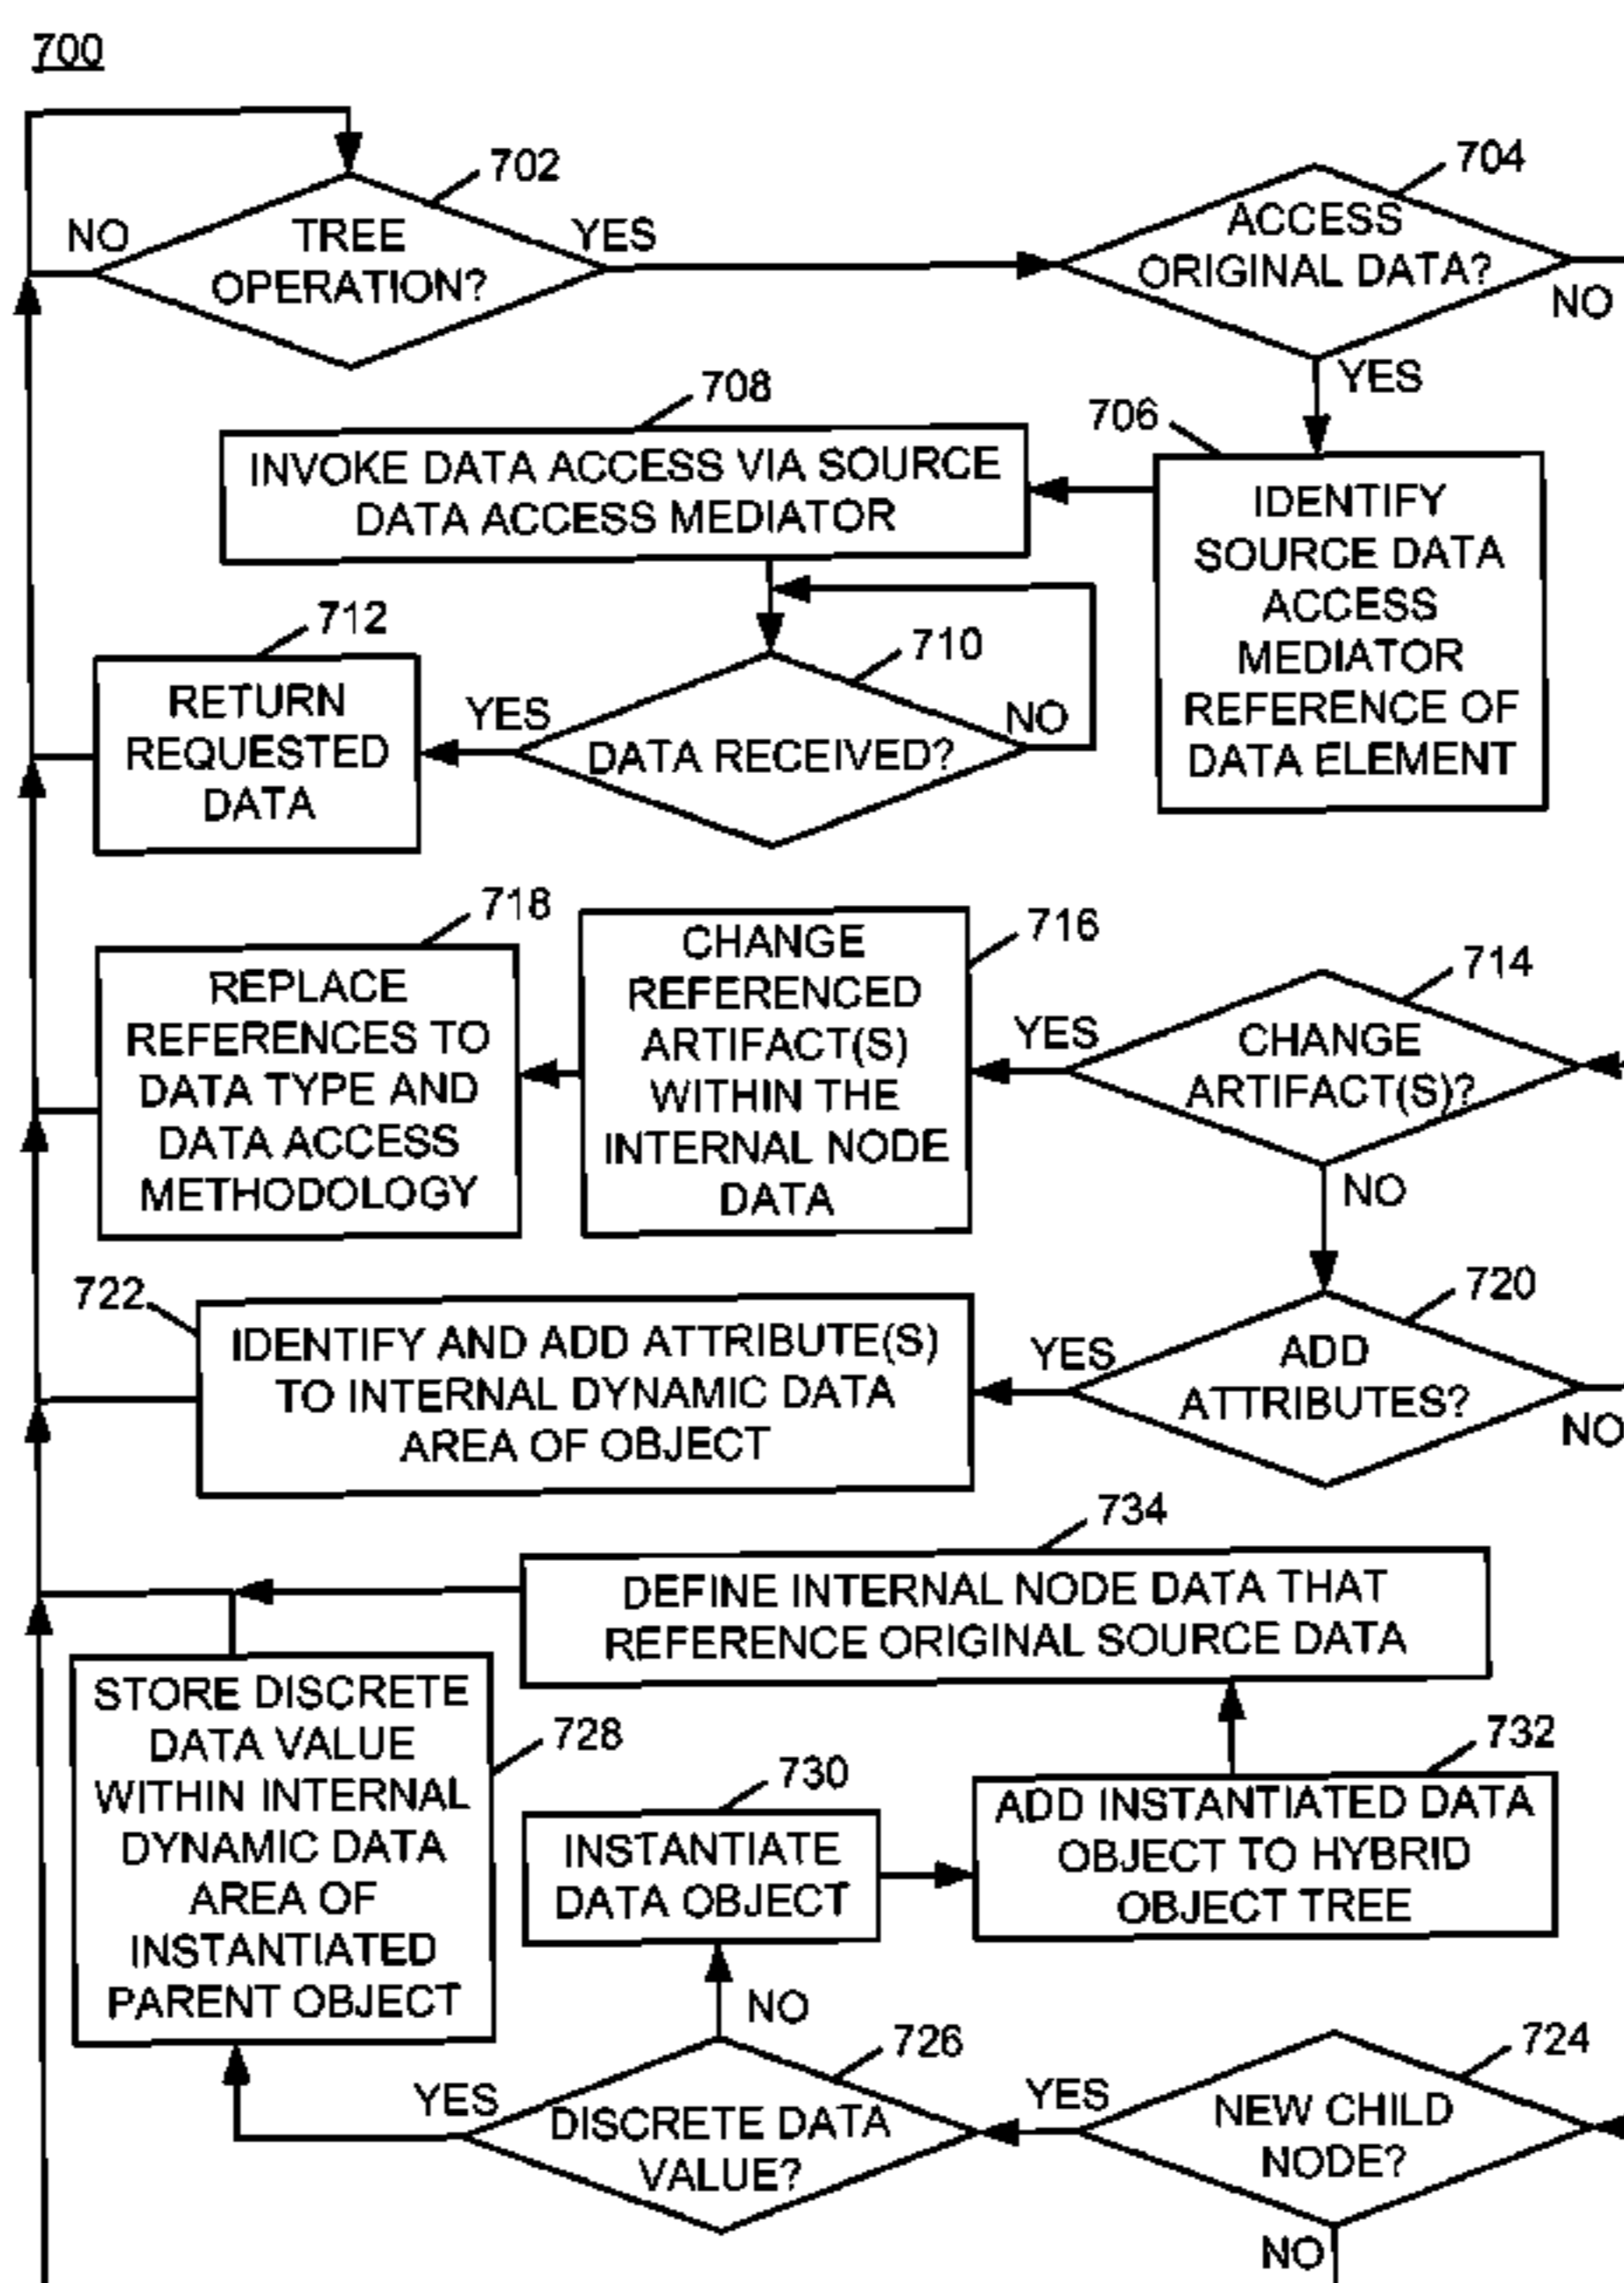 700
702
TREE
OPERATION?
NO
YES
704
ACCESS
ORIGINAL DATA?
NO
YES
706
IDENTIFY
SOURCE DATA
ACCESS
MEDIATOR
REFERENCE OF
DATA ELEMENT
708
INVOKE DATA ACCESS VIA SOURCE
DATA ACCESS MEDIATOR
710
DATA RECEIVED?
YES
NO
712
RETURN
REQUESTED
DATA
714
CHANGE
ARTIFACT(S)?
YES
NO
716
CHANGE
REFERENCED
ARTIFACT(S)
WITHIN THE
INTERNAL NODE
DATA
718
REPLACE
REFERENCES TO
DATA TYPE AND
DATA ACCESS
METHODOLOGY
720
ADD
ATTRIBUTES?
YES
NO
722
IDENTIFY AND ADD ATTRIBUTE(S)
TO INTERNAL DYNAMIC DATA
AREA OF OBJECT
734
DEFINE INTERNAL NODE DATA THAT
REFERENCE ORIGINAL SOURCE DATA
728
STORE DISCRETE
DATA VALUE
WITHIN INTERNAL
DYNAMIC DATA
AREA OF
INSTANTIATED
PARENT OBJECT
730
INSTANTIATE
DATA OBJECT
732
ADD INSTANTIATED DATA
OBJECT TO HYBRID
OBJECT TREE
726
DISCRETE DATA
VALUE?
YES
NO
724
NEW CHILD
NODE?
YES
NO